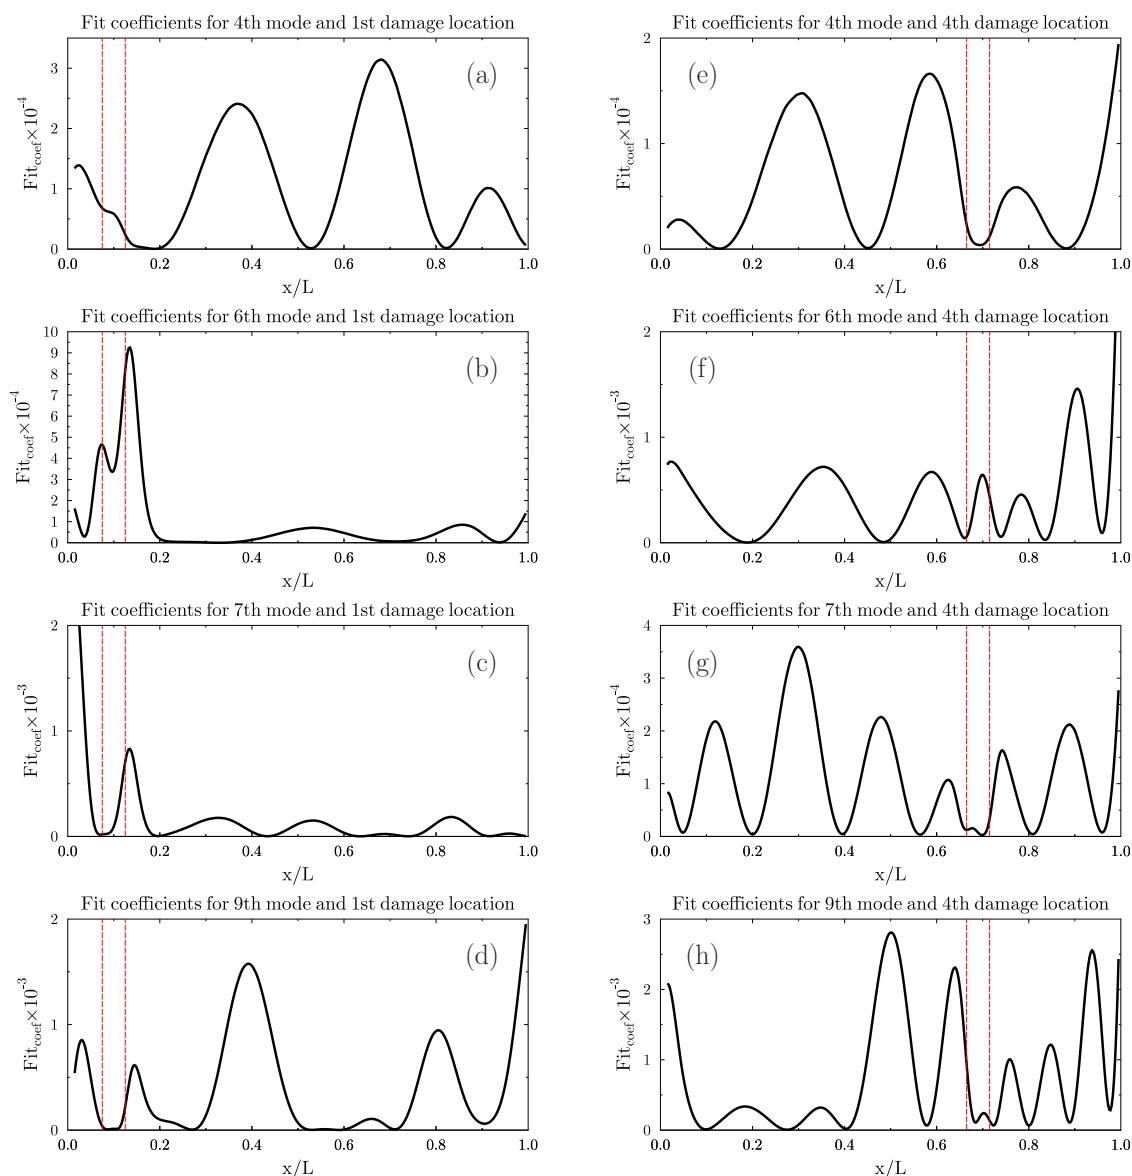 Fit coefficients for 4th mode and 1st damage location
(a)
Fit_coef×10^-4
3
2
1
0
0.0 0.2 0.4 0.6 0.8 1.0
x/L
Fit coefficients for 4th mode and 4th damage location
(e)
Fit_coef×10^-4
2
1
0
0.0 0.2 0.4 0.6 0.8 1.0
x/L
Fit coefficients for 6th mode and 1st damage location
(b)
Fit_coef×10^-4
10
9
8
7
6
5
4
3
2
1
0
0.0 0.2 0.4 0.6 0.8 1.0
x/L
Fit coefficients for 6th mode and 4th damage location
(f)
Fit_coef×10^-3
2
1
0
0.0 0.2 0.4 0.6 0.8 1.0
x/L
Fit coefficients for 7th mode and 1st damage location
(c)
Fit_coef×10^-3
2
1
0
0.0 0.2 0.4 0.6 0.8 1.0
x/L
Fit coefficients for 7th mode and 4th damage location
(g)
Fit_coef×10^-4
4
3
2
1
0
0.0 0.2 0.4 0.6 0.8 1.0
x/L
Fit coefficients for 9th mode and 1st damage location
(d)
Fit_coef×10^-3
2
1
0
0.0 0.2 0.4 0.6 0.8 1.0
x/L
Fit coefficients for 9th mode and 4th damage location
(h)
Fit_coef×10^-3
3
2
1
0
0.0 0.2 0.4 0.6 0.8 1.0
x/L